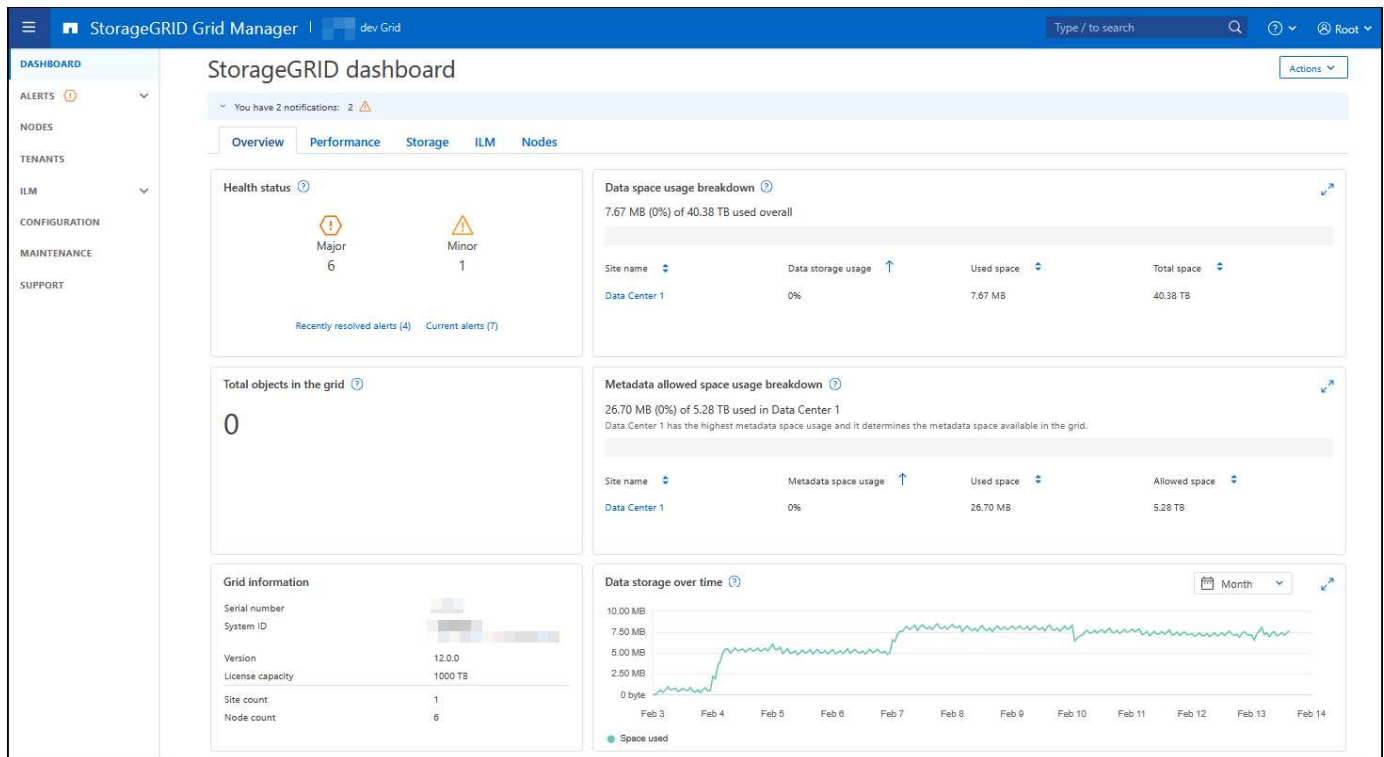 StorageGRID Grid Manager | dev Grid
Type / to search
Root
DASHBOARD
ALERTS
NODES
TENANTS
ILM
CONFIGURATION
MAINTENANCE
SUPPORT
StorageGRID dashboard
Actions
You have 2 notifications: 2
Overview Performance Storage ILM Nodes
Health status
Major
6
Minor
1
Recently resolved alerts (4) Current alerts (7)
Data space usage breakdown
7.67 MB (0%) of 40.38 TB used overall
Site name Data storage usage Used space Total space
Data Center 1 0% 7.67 MB 40.38 TB
Total objects in the grid
0
Metadata allowed space usage breakdown
26.70 MB (0%) of 5.28 TB used in Data Center 1
Data Center 1 has the highest metadata space usage and it determines the metadata space available in the grid.
Site name Metadata space usage Used space Allowed space
Data Center 1 0% 26.70 MB 5.28 TB
Grid information
Serial number
System ID
Version 12.0.0
License capacity 1000 TB
Site count 1
Node count 6
Data storage over time
Month
10.00 MB
7.50 MB
5.00 MB
2.50 MB
0 byte
Feb 3 Feb 4 Feb 5 Feb 6 Feb 7 Feb 8 Feb 9 Feb 10 Feb 11 Feb 12 Feb 13 Feb 14
Space used